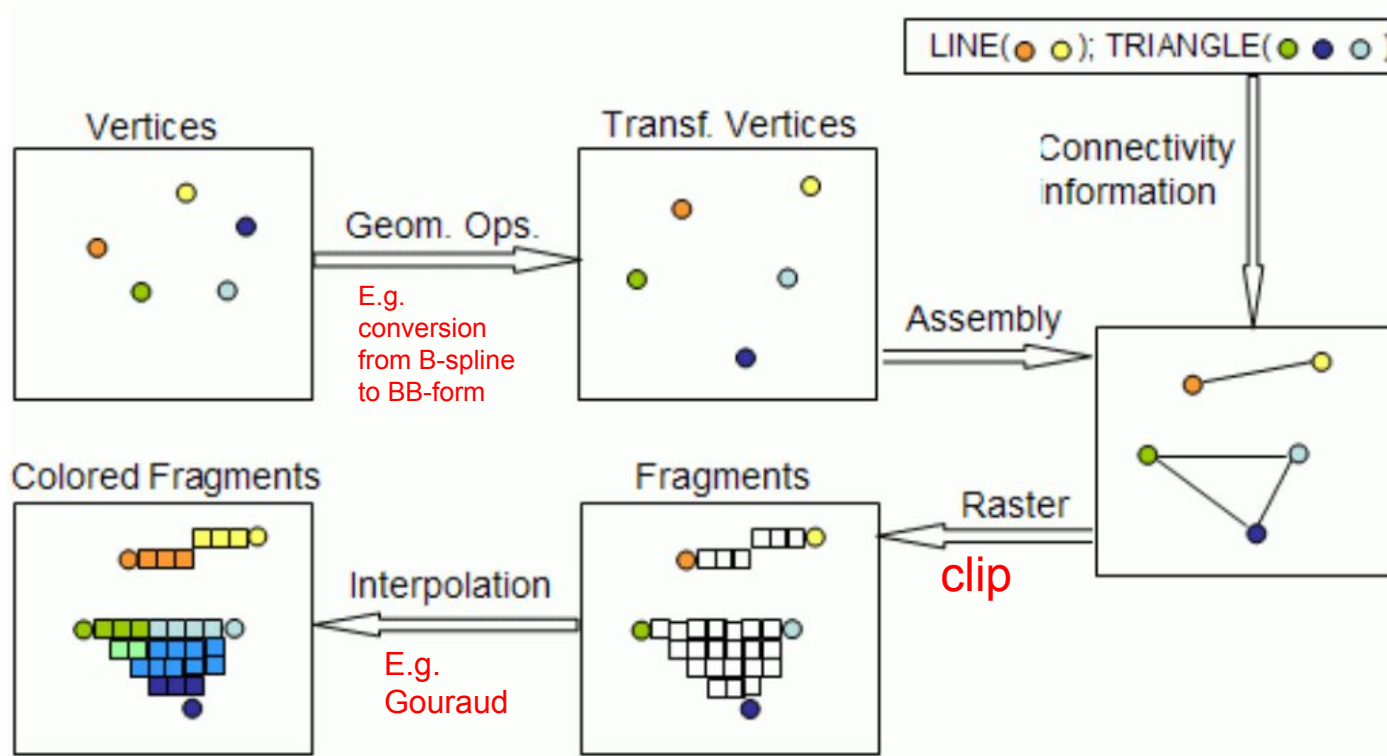 LINE( ); TRIANGLE( )
Vertices
Transf. Vertices
Connectivity
information
Geom. Ops.
E.g.
conversion
from B-spline
to BB-form
Assembly
Colored Fragments
Fragments
Raster
clip
Interpolation
E.g.
Gouraud